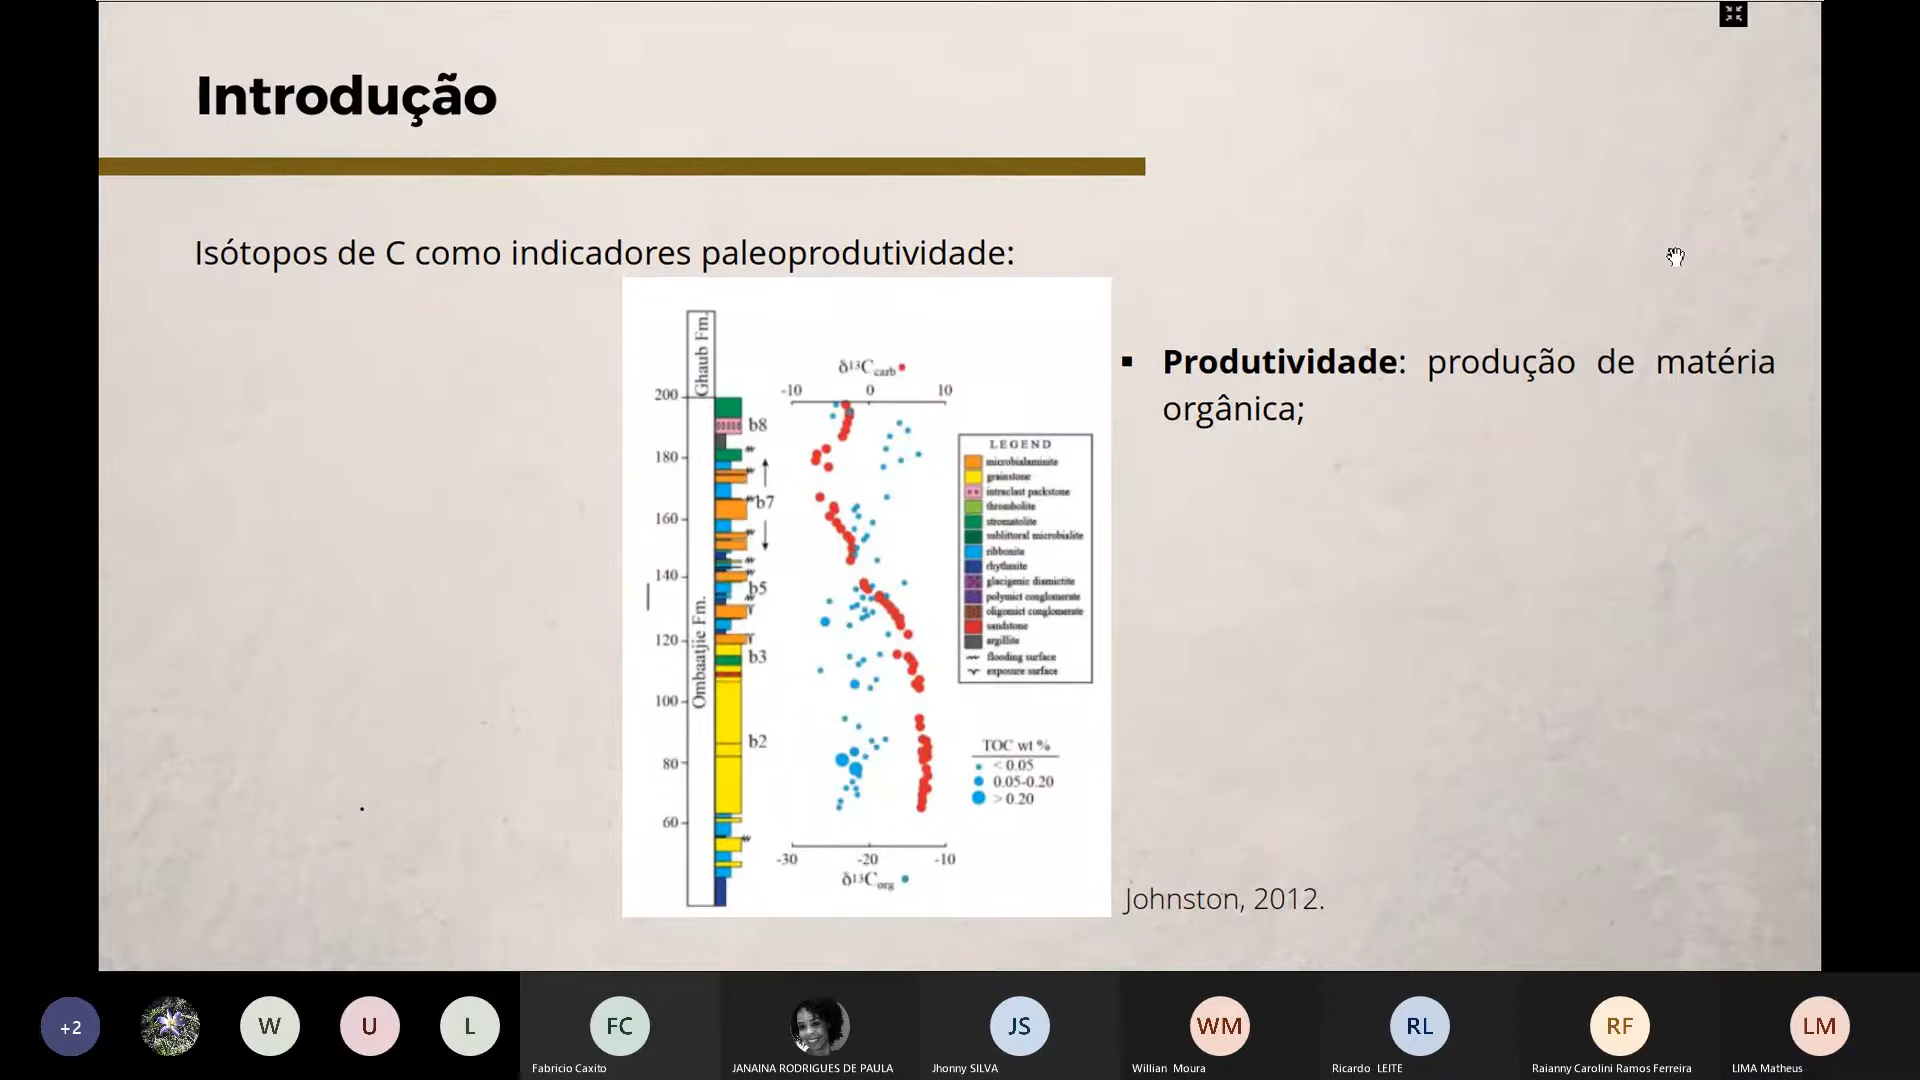 Introdução
Isótopos de C como indicadores paleoprodutividade:
Ghaub Fm.
Ombaatjie Fm.
200
180
160
140
120
100
80
60
b8
b7
b5
b3
b2
δ¹³Ccarb
-10 0 10
LEGEND
microbialaminite
grainstone
intraclast packstone
thrombolite
stromatolite
sublittoral microbialite
ribbonite
rhythmite
glacigenic diamictite
polymict conglomerate
oligomict conglomerate
sandstone
argillite
flooding surface
exposure surface
TOC wt %
< 0.05
0.05-0.20
> 0.20
-30 -20 -10
δ¹³Corg
▪ Produtividade: produção de matéria
orgânica;
Johnston, 2012.
+2 W U L FC JS WM RL RF LM
Fabricio Caxito JANAINA RODRIGUES DE PAULA Jhonny SILVA Willian Moura Ricardo LEITE Raianny Carolini Ramos Ferreira LIMA Matheus